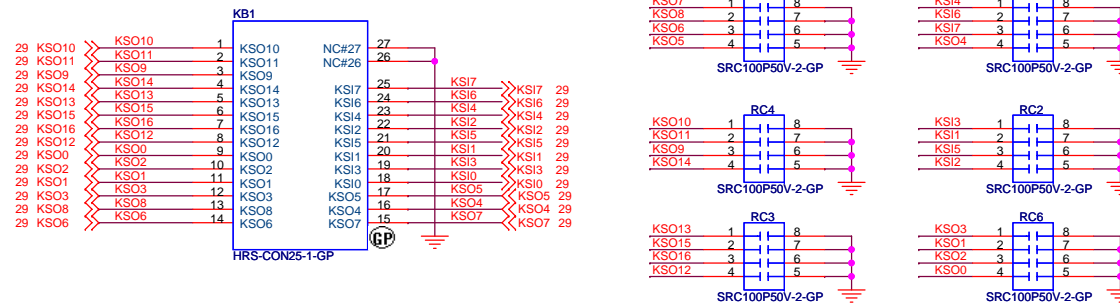 KB1
29 KSO10 KSO10 1 KSO10 NC#27 27
29 KSO11 KSO11 2 KSO11 NC#26 26
29 KSO9 KSO9 3 KSO9
29 KSO14 KSO14 4 KSO14 KSI7 25 KSI7 KSI7 29
29 KSO13 KSO13 5 KSO13 KSI6 24 KSI6 KSI6 29
29 KSO15 KSO15 6 KSO15 KSI4 23 KSI4 KSI4 29
29 KSO16 KSO16 7 KSO16 KSI2 22 KSI2 KSI2 29
29 KSO12 KSO12 8 KSO12 KSI5 21 KSI5 KSI5 29
29 KSO0 KSO0 9 KSO0 KSI1 20 KSI1 KSI1 29
29 KSO2 KSO2 10 KSO2 KSI3 19 KSI3 KSI3 29
29 KSO1 KSO1 11 KSO1 KSI0 18 KSI0 KSI0 29
29 KSO3 KSO3 12 KSO3 KSO5 17 KSO5 KSO5 29
29 KSO8 KSO8 13 KSO8 KSO4 16 KSO4 KSO4 29
29 KSO6 KSO6 14 KSO6 KSO7 15 KSO7 KSO7 29
GP
HRS-CON25-1-GP
KSO7 1 8
KSO8 2 7
KSO6 3 6
KSO5 4 5
SRC100P50V-2-GP
KSI4 1 8
KSI6 2 7
KSI7 3 6
KSO4 4 5
SRC100P50V-2-GP
RC4
KSO10 1 8
KSO11 2 7
KSO9 3 6
KSO14 4 5
SRC100P50V-2-GP
RC2
KSI3 1 8
KSI1 2 7
KSI5 3 6
KSI2 4 5
SRC100P50V-2-GP
RC3
KSO13 1 8
KSO15 2 7
KSO16 3 6
KSO12 4 5
SRC100P50V-2-GP
RC6
KSO3 1 8
KSO1 2 7
KSO2 3 6
KSO0 4 5
SRC100P50V-2-GP